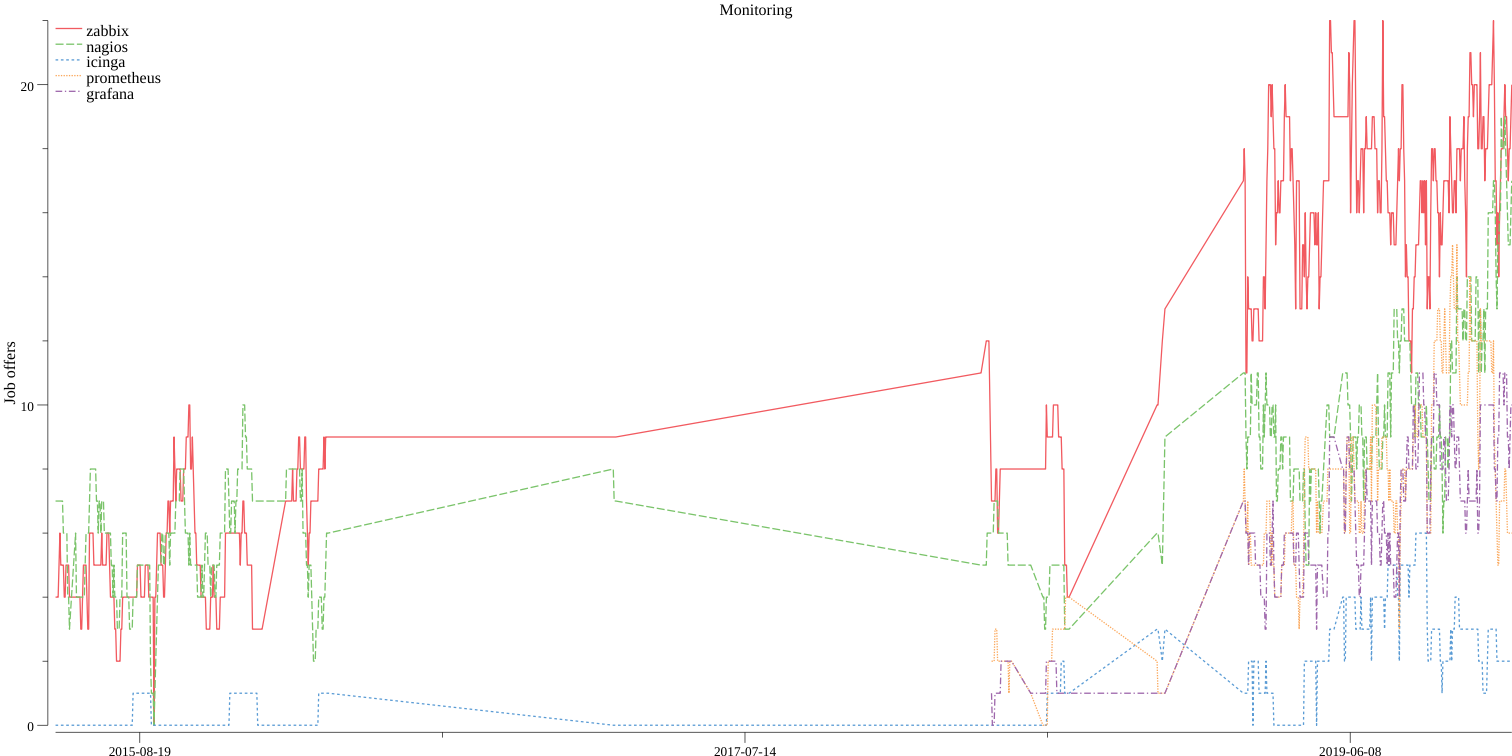 Monitoring
zabbix
nagios
icinga
prometheus
grafana
20
10
0
Job offers
2015-08-19
2017-07-14
2019-06-08